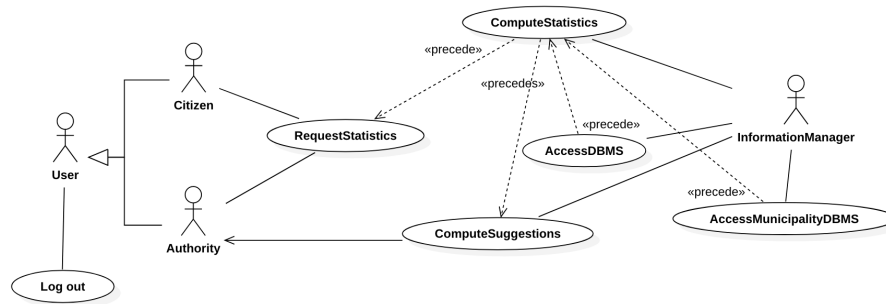 ComputeStatistics
«precede»
«precedes»
Citizen
«precede»
RequestStatistics
InformationManager
AccessDBMS
User
«precede»
AccessMunicipalityDBMS
Authority
ComputeSuggestions
Log out